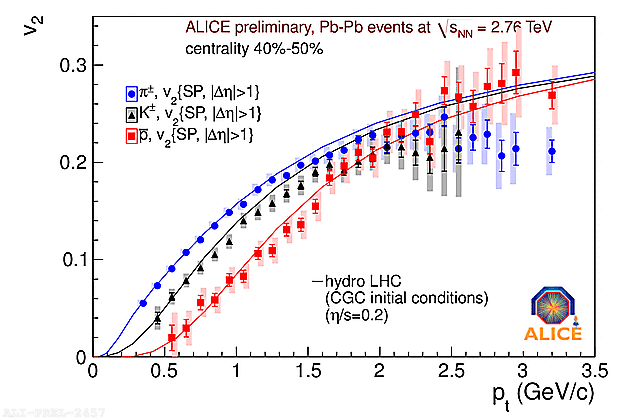 v2
ALICE preliminary, Pb-Pb events at √sNN = 2.76 TeV
centrality 40%-50%
0.3
π±, v2{SP, |Δη|>1}
K±, v2{SP, |Δη|>1}
p̅, v2{SP, |Δη|>1}
0.2
0.1
hydro LHC
(CGC initial conditions)
(η/s=0.2)
ALICE
0
0 0.5 1 1.5 2 2.5 3 3.5
pt (GeV/c)
ALI-PREL-2457